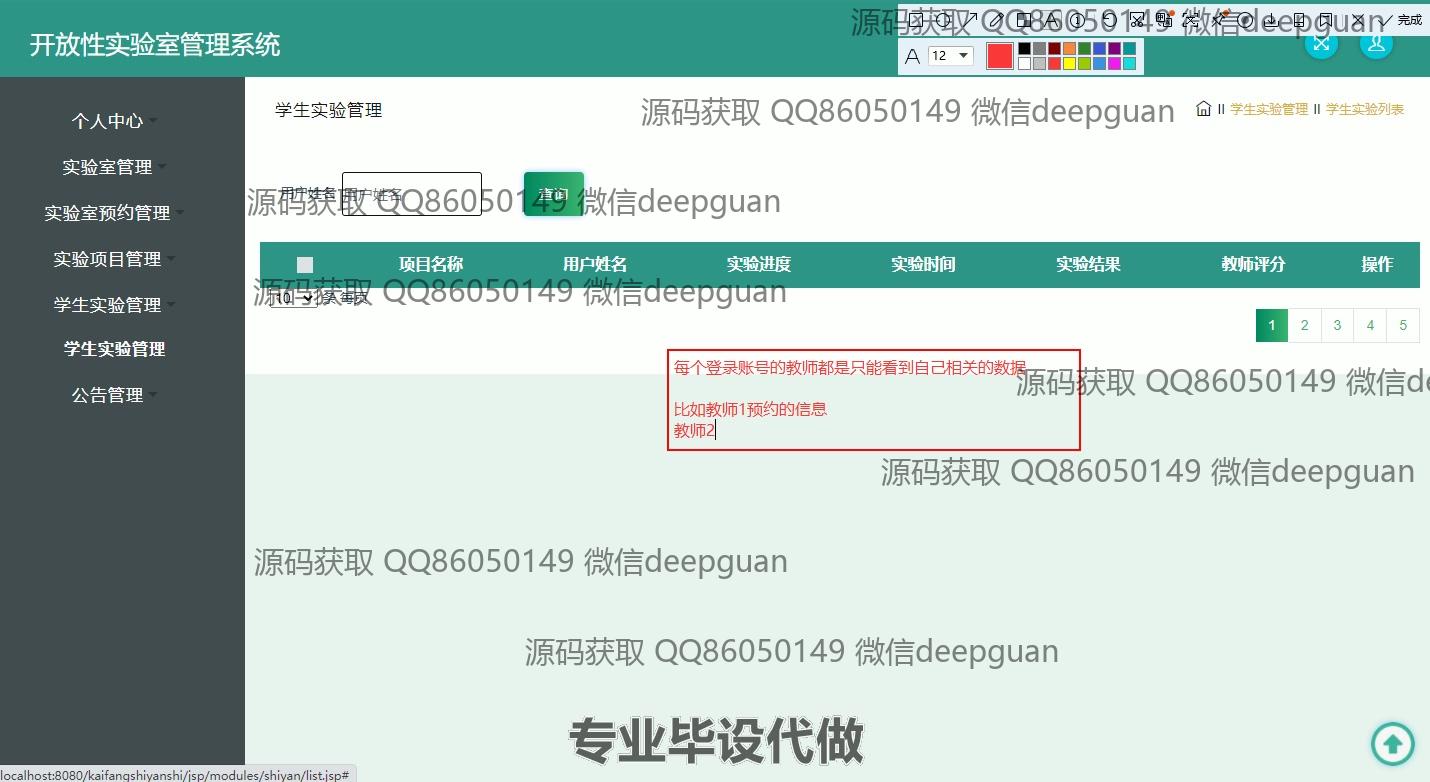 源码获取 QQ86050149 微信deepguan
12
完成
开放性实验室管理系统
个人中心
实验室管理
实验室预约管理
实验项目管理
学生实验管理
学生实验管理
公告管理
学生实验管理
源码获取 QQ86050149 微信deepguan
学生实验管理
学生实验列表
用户姓名
用户姓名
查询
源码获取 QQ86050149 微信deepguan
项目名称 用户姓名 实验进度 实验时间 实验结果 教师评分 操作
10 条 每页
源码获取 QQ86050149 微信deepguan
1 2 3 4 5
每个登录账号的教师都是只能看到自己相关的数据
源码获取 QQ86050149 微信de
比如教师1预约的信息
教师2
源码获取 QQ86050149 微信deepguan
源码获取 QQ86050149 微信deepguan
源码获取 QQ86050149 微信deepguan
专业毕设代做
localhost:8080/kaifangshiyanshi/jsp/modules/shiyan/list.jsp#